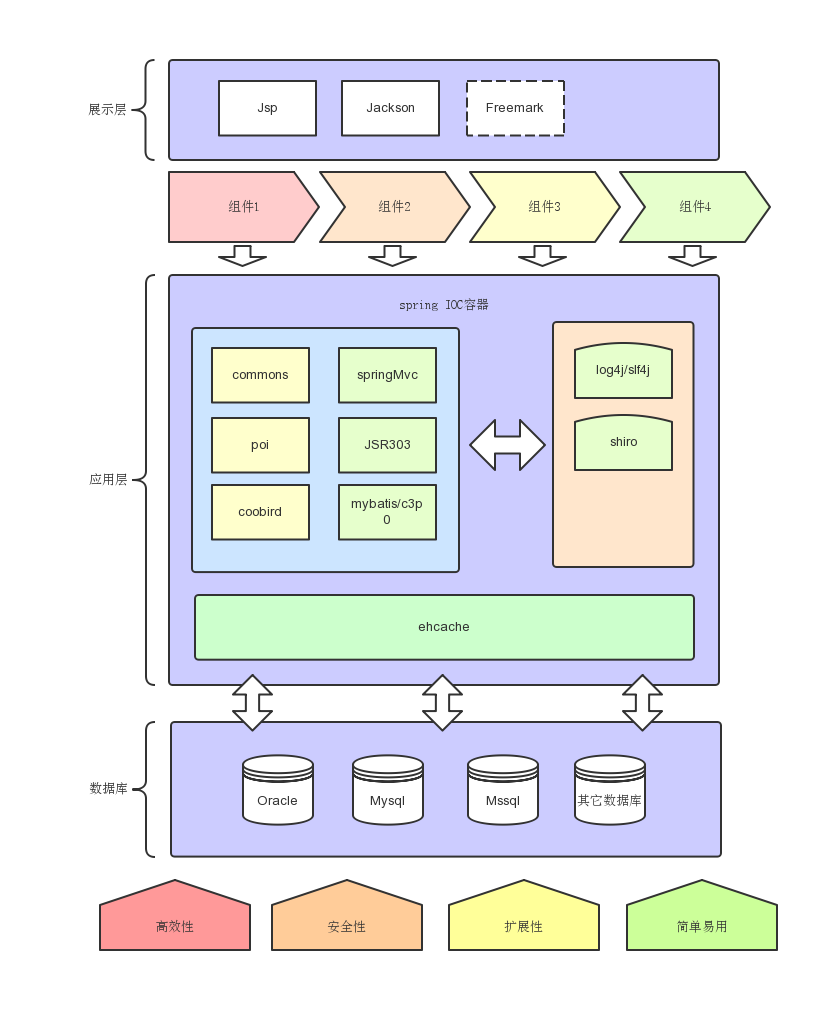 展示层
Jsp
Jackson
Freemark
组件1
组件2
组件3
组件4
应用层
spring IOC容器
commons
springMvc
log4j/slf4j
poi
JSR303
shiro
coobird
mybatis/c3p
0
ehcache
数据库
Oracle
Mysql
Mssql
其它数据库
高效性
安全性
扩展性
简单易用